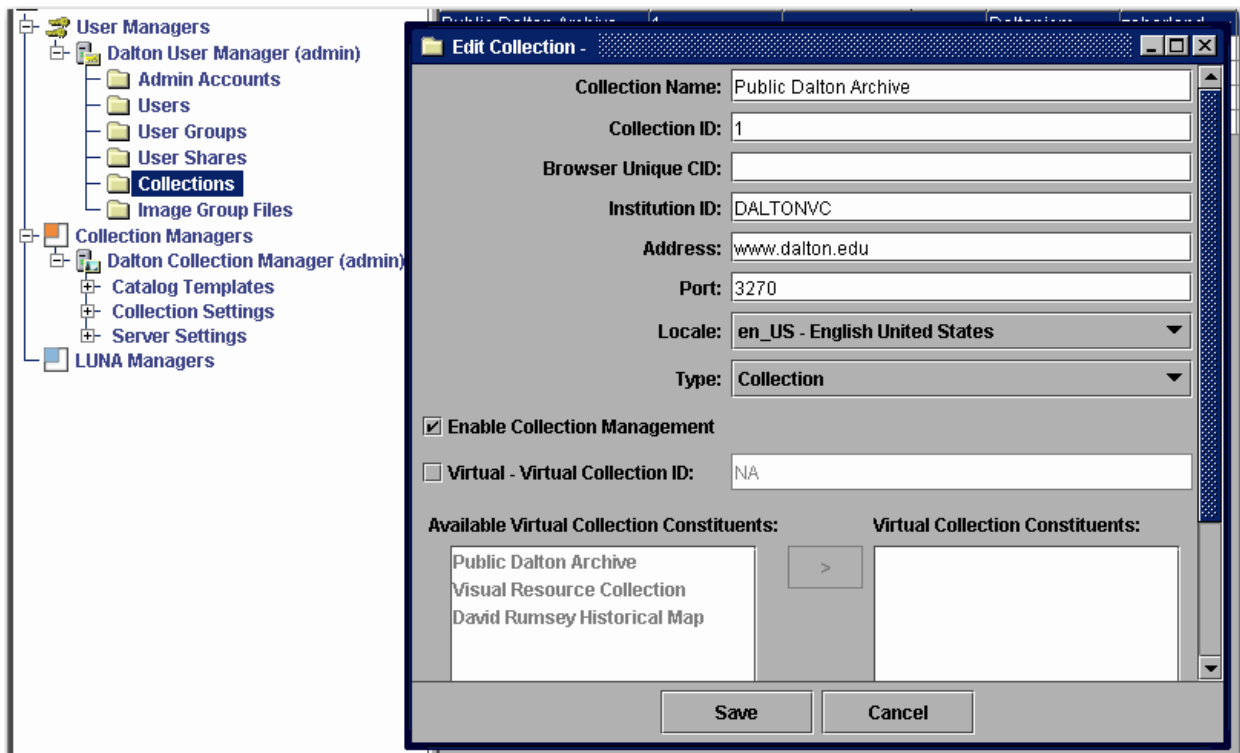 User Managers
Dalton User Manager (admin)
Admin Accounts
Users
User Groups
User Shares
Collections
Image Group Files
Collection Managers
Dalton Collection Manager (admin)
Catalog Templates
Collection Settings
Server Settings
LUNA Managers
Public Dalton Archive 1
Edit Collection -
Collection Name: Public Dalton Archive
Collection ID: 1
Browser Unique CID:
Institution ID: DALTONVC
Address: www.dalton.edu
Port: 3270
Locale: en_US - English United States
Type: Collection
Enable Collection Management
Virtual - Virtual Collection ID: NA
Available Virtual Collection Constituents: Virtual Collection Constituents:
Public Dalton Archive
>
Visual Resource Collection
David Rumsey Historical Map
Save Cancel